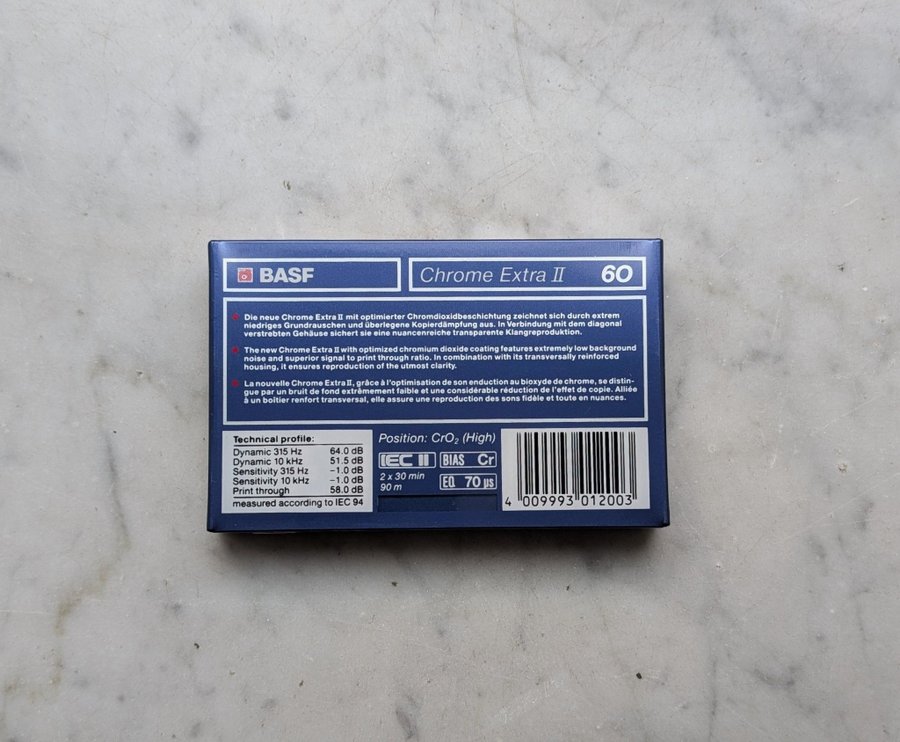 BASF
Chrome Extra II 60
Die neue Chrome Extra II mit optimierter Chromdioxidbeschichtung zeichnet sich durch extrem
niedriges Grundrauschen und überlegene Kopierdämpfung aus. In Verbindung mit dem diagonal
verstrebten Gehäuse sichert sie eine nuancenreiche transparente Klangreproduktion.
The new Chrome Extra II with optimized chromium dioxide coating features extremely low background
noise and superior signal to print through ratio. In combination with its transversally reinforced
housing, it ensures reproduction of the utmost clarity.
La nouvelle Chrome Extra II, grâce à l'optimisation de son enduction au bioxyde de chrome, se distin-
gue par un bruit de fond extrêmement faible et une considérable réduction de l'effet de copie. Alliée
à un boîtier renfort transversal, elle assure une reproduction des sons fidèle et toute en nuances.
Technical profile:
Dynamic 315 Hz 64.0 dB
Dynamic 10 kHz 51.5 dB
Sensitivity 315 Hz -1.0 dB
Sensitivity 10 kHz -1.0 dB
Print through 58.0 dB
measured according to IEC 94
Position: CrO₂ (High)
IEC II BIAS Cr
2 x 30 min
90 m
EQ 70 µs
4 009993 012003